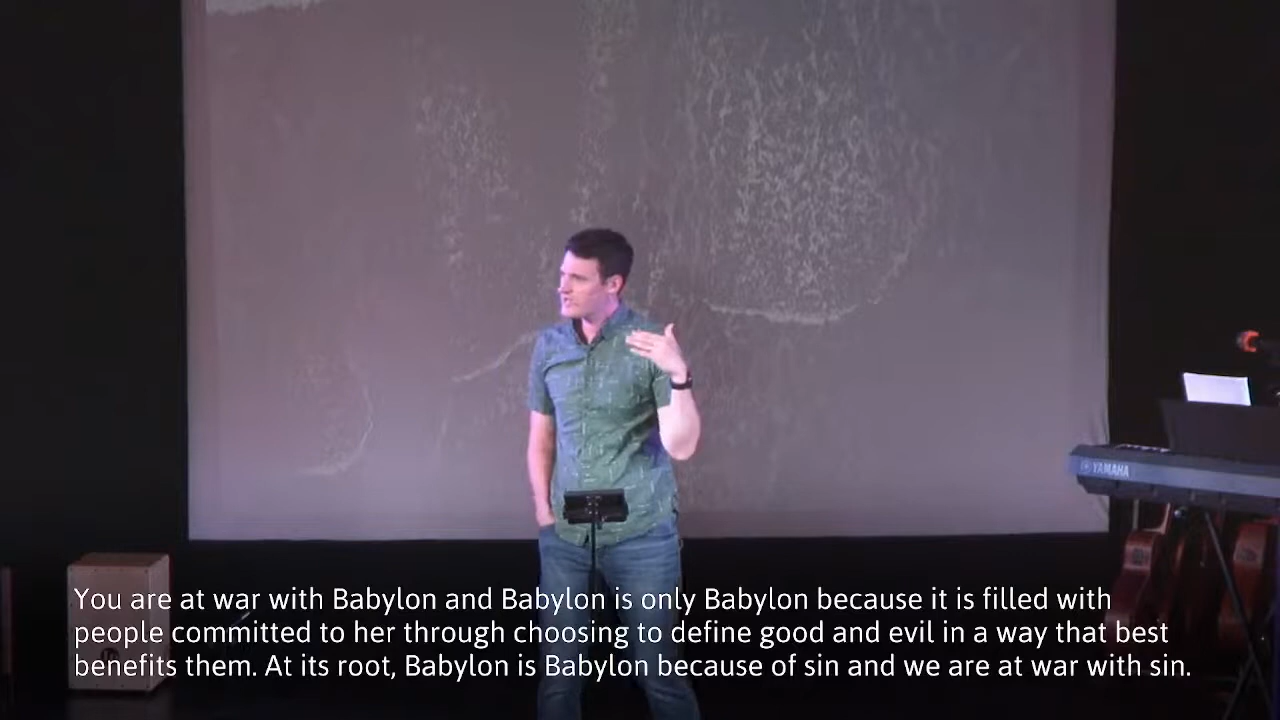 YAMAHA
You are at war with Babylon and Babylon is only Babylon because it is filled with
people committed to her through choosing to define good and evil in a way that best
benefits them. At its root, Babylon is Babylon because of sin and we are at war with sin.